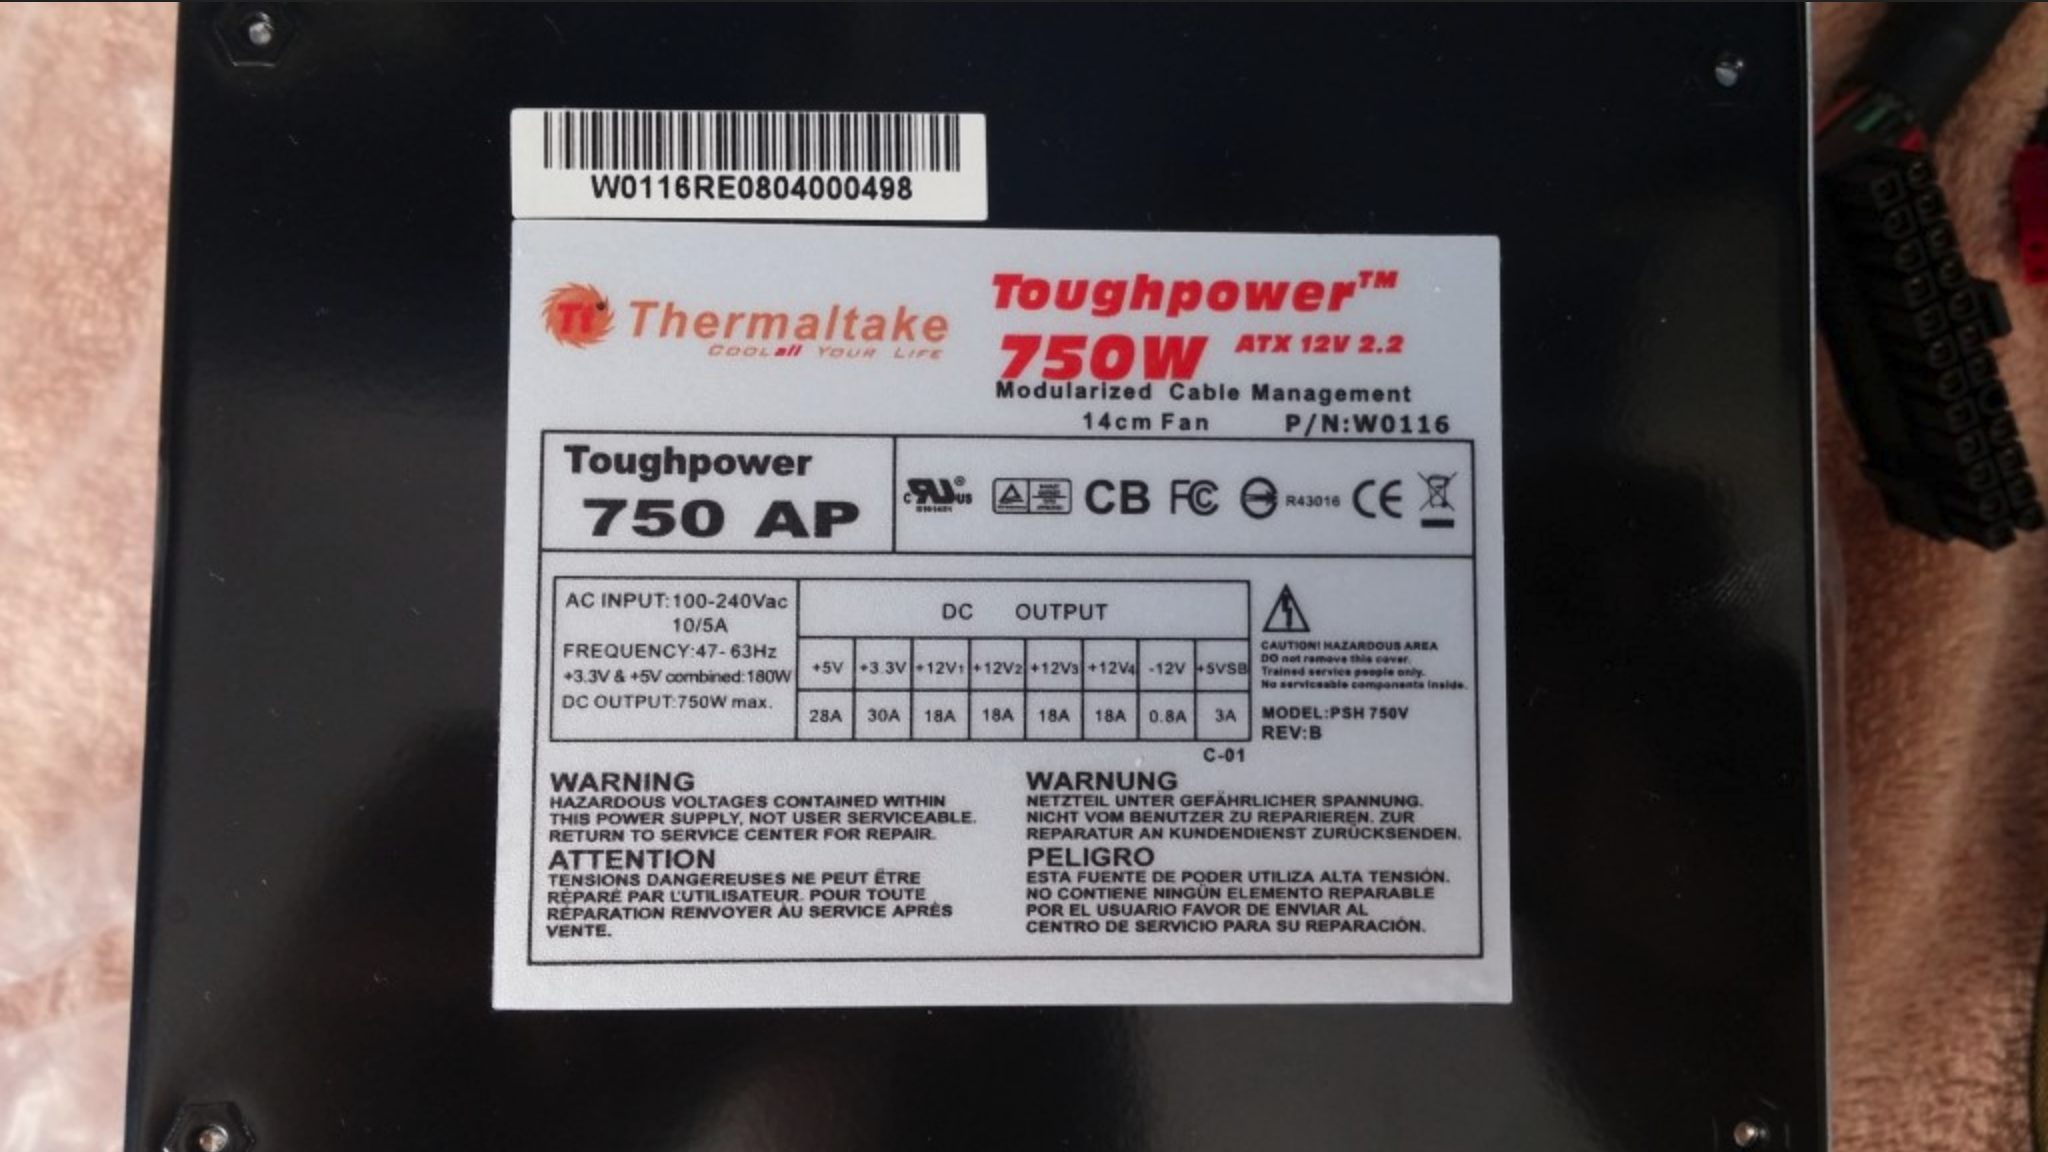 W0116RE0804000498
Thermaltake
COOL all YOUR LIFE
Toughpower™
750W ATX 12V 2.2
Modularized Cable Management
14cm Fan P/N:W0116
Toughpower
750 AP
c RU US CB FC R43016 CE
AC INPUT:100-240Vac
10/5A
FREQUENCY:47- 63Hz
+3.3V & +5V combined:180W
DC OUTPUT:750W max.
DC OUTPUT
+5V +3.3V +12V1 +12V2 +12V3 +12V4 -12V +5VSB
28A 30A 18A 18A 18A 18A 0.8A 3A
C-01
CAUTION! HAZARDOUS AREA
DO not remove this cover.
Trained service people only.
No serviceable components inside.
MODEL:PSH 750V
REV:B
WARNING
HAZARDOUS VOLTAGES CONTAINED WITHIN
THIS POWER SUPPLY, NOT USER SERVICEABLE.
RETURN TO SERVICE CENTER FOR REPAIR.
ATTENTION
TENSIONS DANGEREUSES NE PEUT ÊTRE
RÉPARÉ PAR L'UTILISATEUR. POUR TOUTE
RÉPARATION RENVOYER AU SERVICE APRÈS
VENTE.
WARNUNG
NETZTEIL UNTER GEFÄHRLICHER SPANNUNG.
NICHT VOM BENUTZER ZU REPARIEREN. ZUR
REPARATUR AN KUNDENDIENST ZURÜCKSENDEN.
PELIGRO
ESTA FUENTE DE PODER UTILIZA ALTA TENSIÓN.
NO CONTIENE NINGÜN ELEMENTO REPARABLE
POR EL USUARIO FAVOR DE ENVIAR AL
CENTRO DE SERVICIO PARA SU REPARACIÓN.